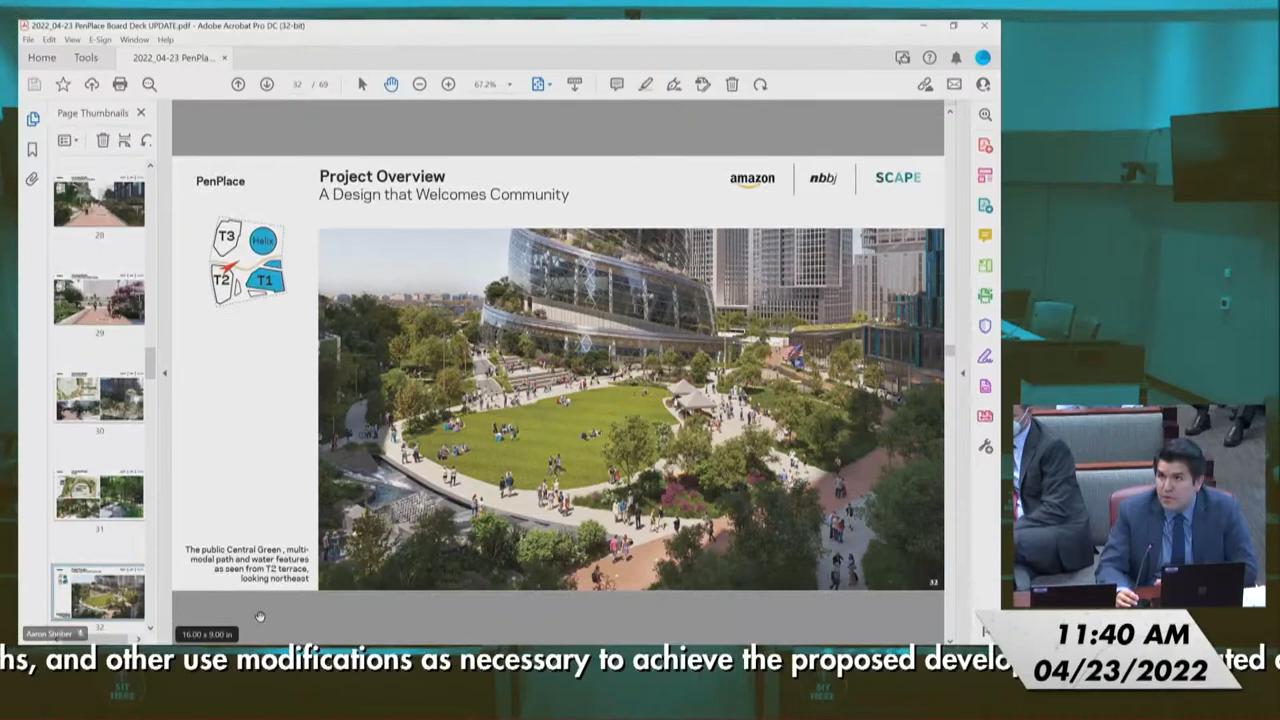 2022_04-23 PenPlace Board Deck UPDATE.pdf - Adobe Acrobat Pro DC (32-bit)
File Edit View E-Sign Window Help
Home Tools 2022_04-23 PenPla... ×
32 / 69 67.2%
Page Thumbnails
28
29
30
31
32
PenPlace
Project Overview
A Design that Welcomes Community
amazon nbbj SCAPE
T3 Helix
T2 T1
The public Central Green , multi-
modal path and water features
as seen from T2 terrace,
looking northeast
32
Aaron Shriber
16.00 x 9.00 in
11:40 AM
hs, and other use modifications as necessary to achieve the proposed develo
04/23/2022
SIT
HERE
SIT
HERE